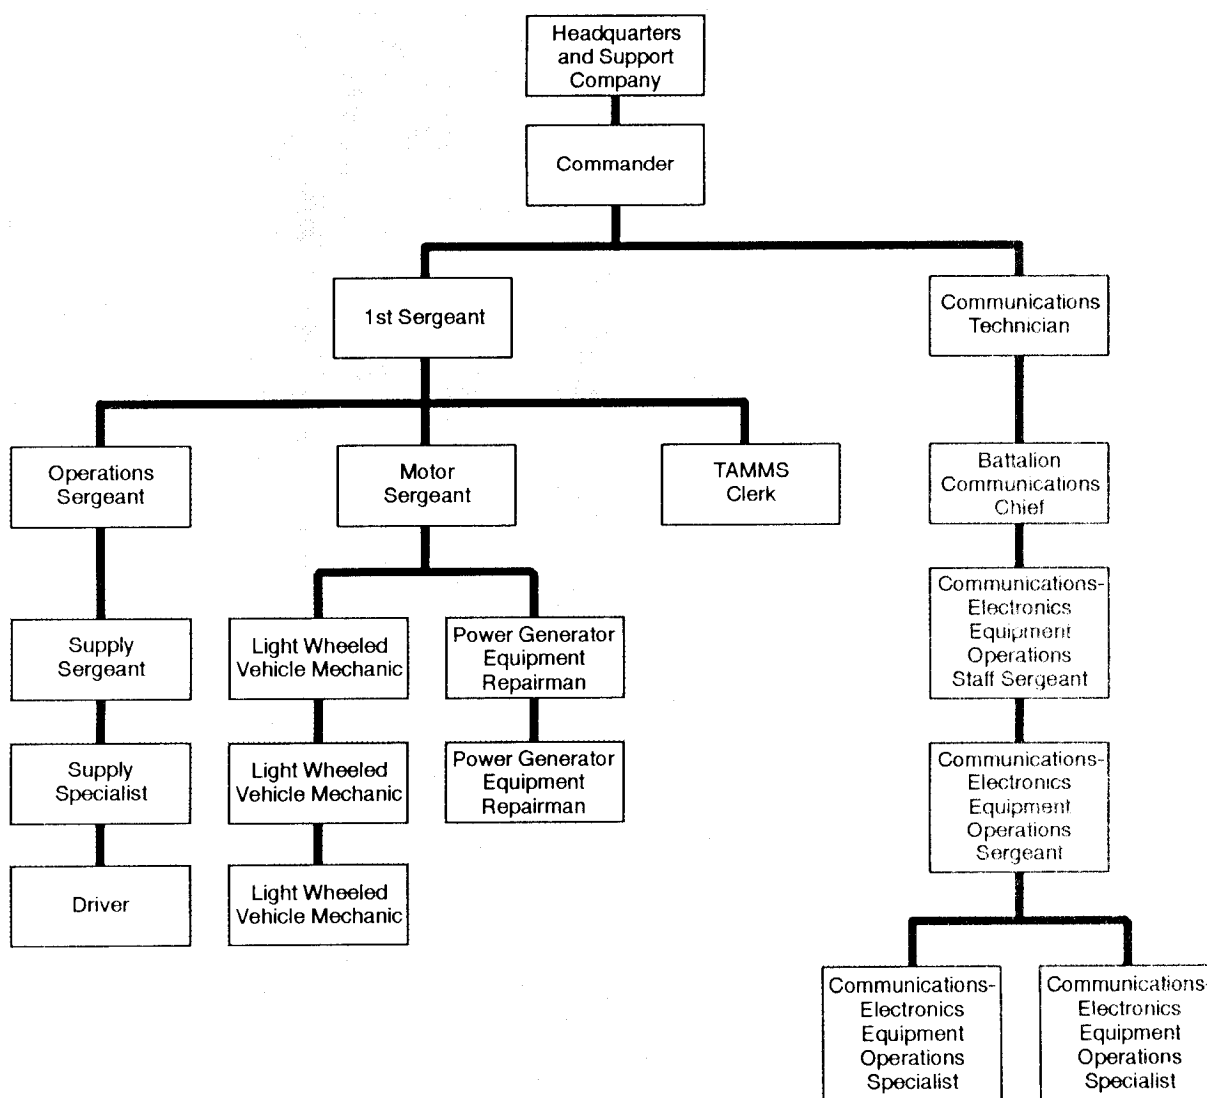 Headquarters
and Support
Company
Commander
1st Sergeant
Communications
Technician
Operations
Sergeant
Motor
Sergeant
TAMMS
Clerk
Battalion
Communications
Chief
Supply
Sergeant
Light Wheeled
Vehicle Mechanic
Power Generator
Equipment
Repairman
Communications-
Electronics
Equipment
Operations
Staff Sergeant
Supply
Specialist
Light Wheeled
Vehicle Mechanic
Power Generator
Equipment
Repairman
Communications-
Electronics
Equipment
Operations
Sergeant
Driver
Light Wheeled
Vehicle Mechanic
Communications-
Electronics
Equipment
Operations
Specialist
Communications-
Electronics
Equipment
Operations
Specialist